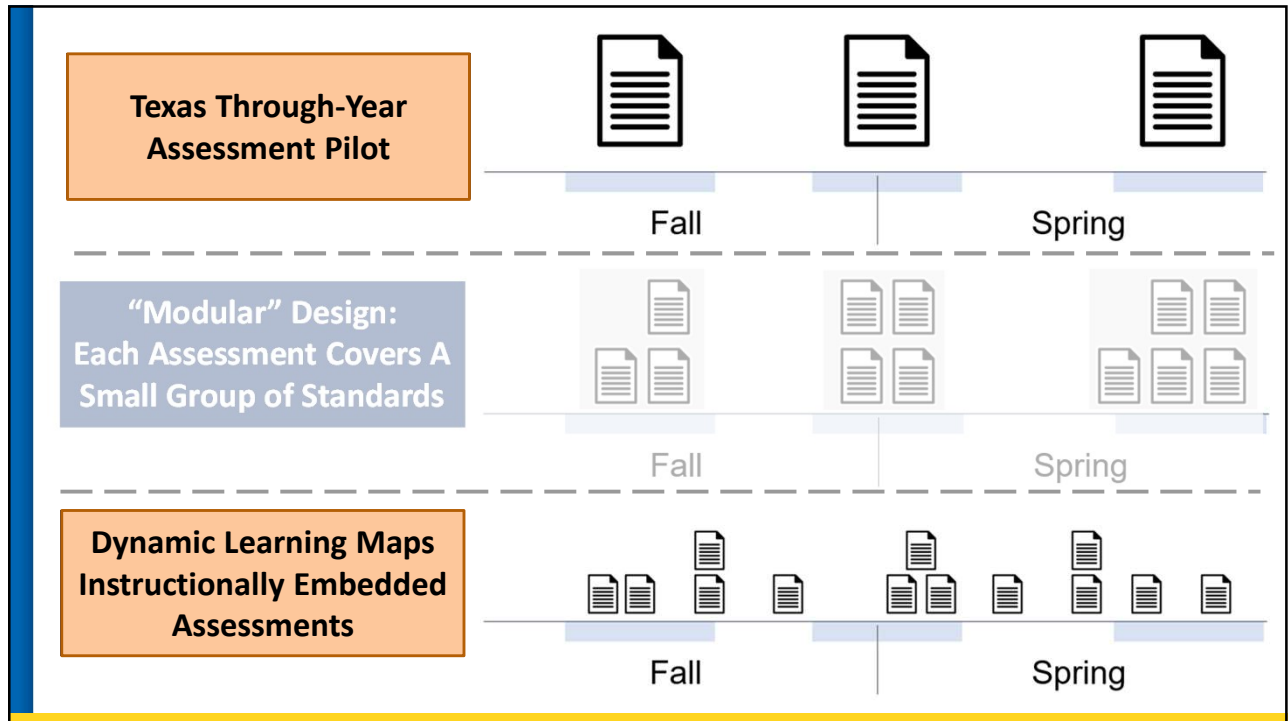 Texas Through-Year
Assessment Pilot
Fall
Spring
“Modular” Design:
Each Assessment Covers A
Small Group of Standards
Fall
Spring
Dynamic Learning Maps
Instructionally Embedded
Assessments
Fall
Spring